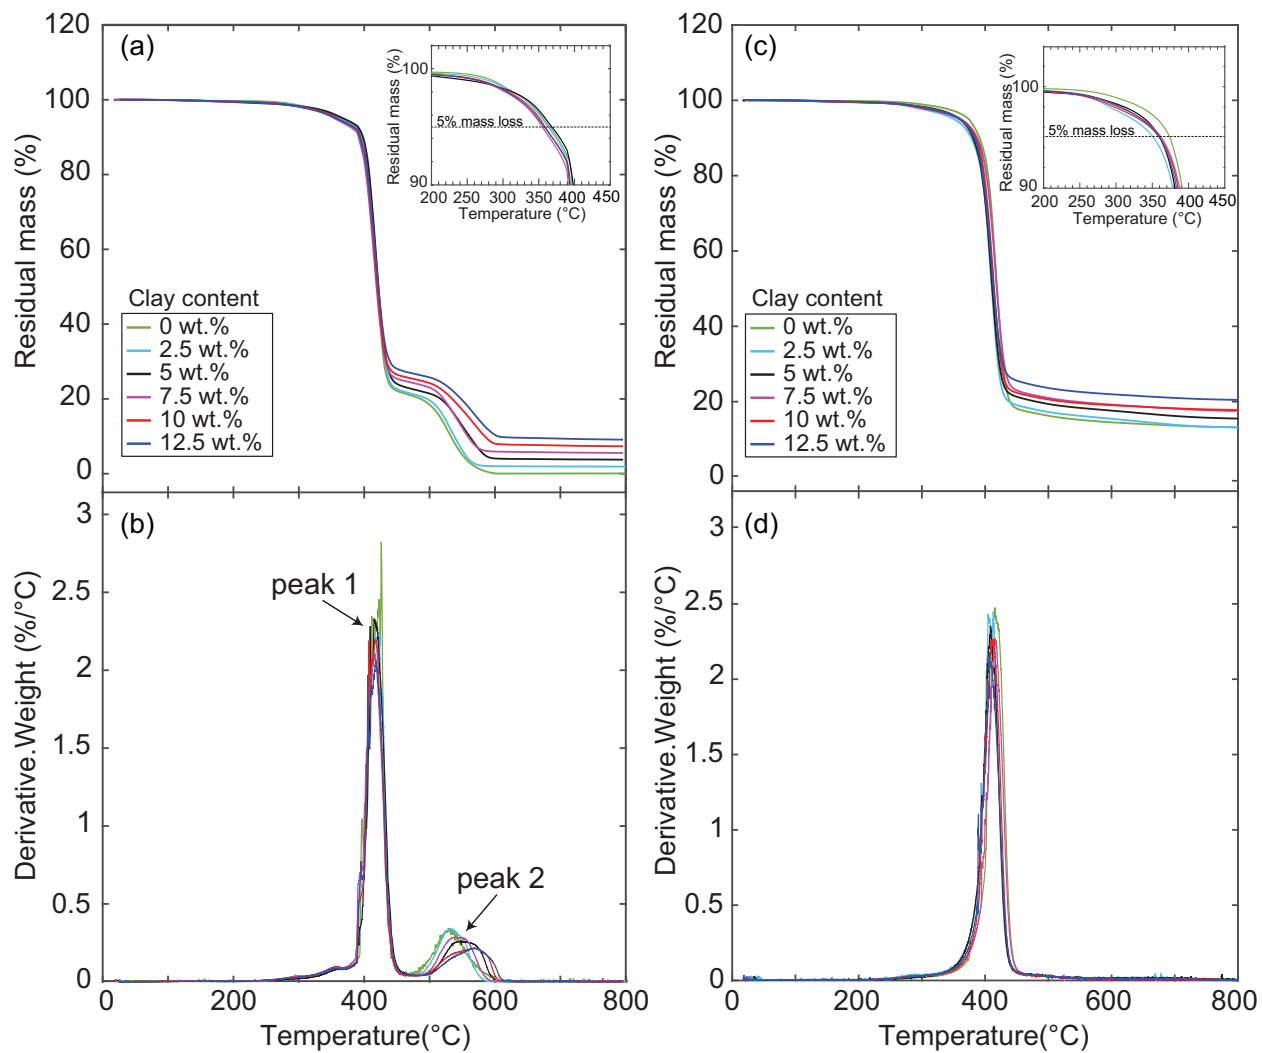 120
(a)
100
80
60
40
20
0
Residual mass (%)
Clay content
0 wt.%
2.5 wt.%
5 wt.%
7.5 wt.%
10 wt.%
12.5 wt.%
Residual mass (%)
100
5% mass loss
90
200 250 300 350 400 450
Temperature (°C)
(b)
3
2.5
2
1.5
1
0.5
0
Derivative.Weight (%/°C)
peak 1
peak 2
0 200 400 600 800
Temperature(°C)
120
(c)
100
80
60
40
20
0
Residual mass (%)
Clay content
0 wt.%
2.5 wt.%
5 wt.%
7.5 wt.%
10 wt.%
12.5 wt.%
Residual mass (%)
100
5% mass loss
90
200 250 300 350 400 450
Temperature (°C)
(d)
3
2.5
2
1.5
1
0.5
0
Derivative.Weight (%/°C)
0 200 400 600 800
Temperature(°C)